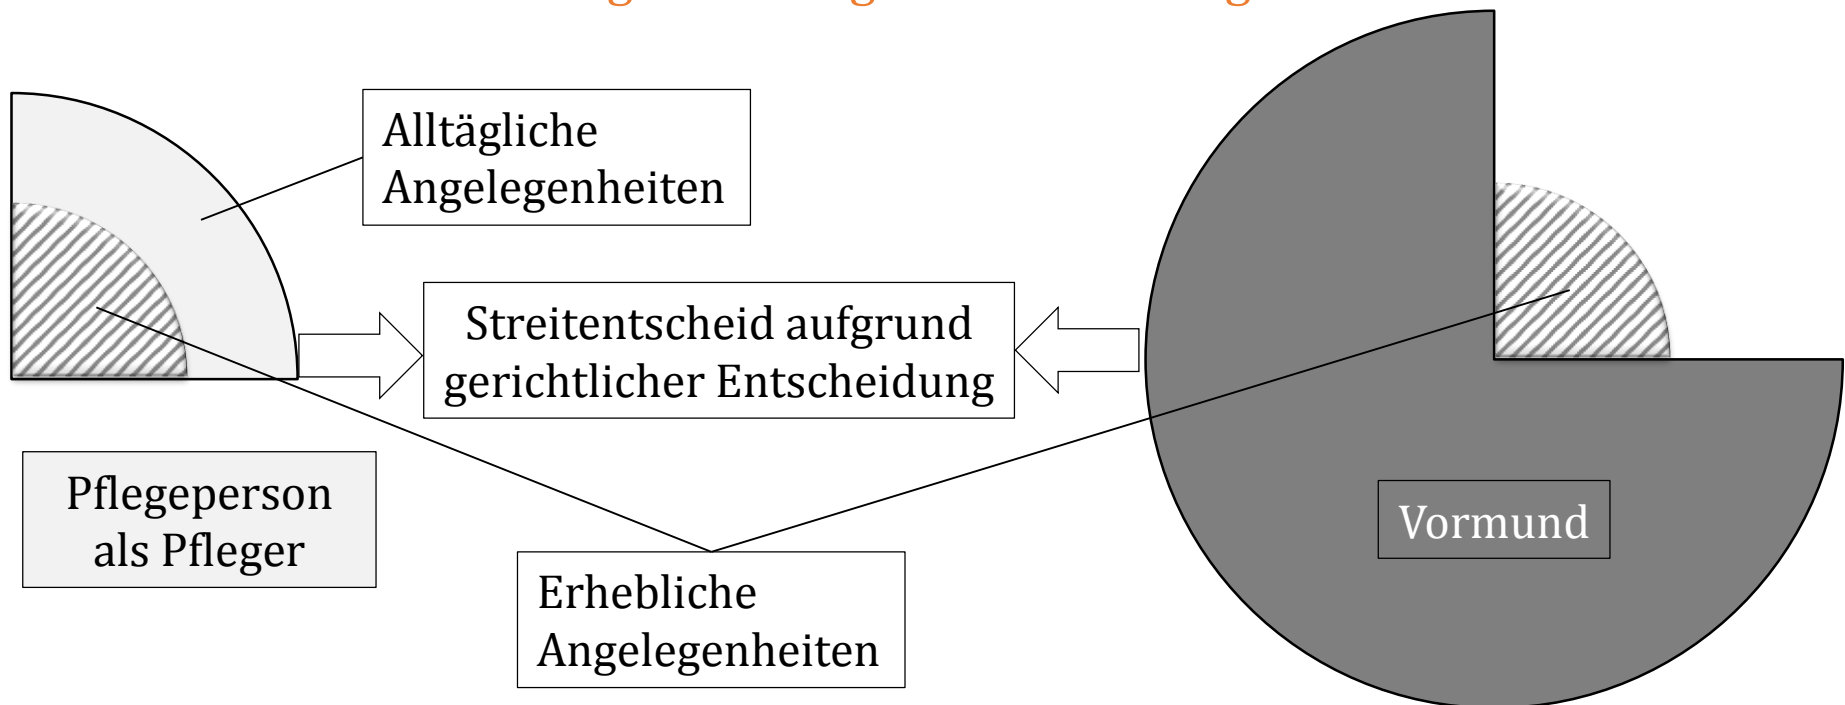 Alltägliche
Angelegenheiten
Streitentscheid aufgrund
gerichtlicher Entscheidung
Pflegeperson
als Pfleger
Vormund
Erhebliche
Angelegenheiten